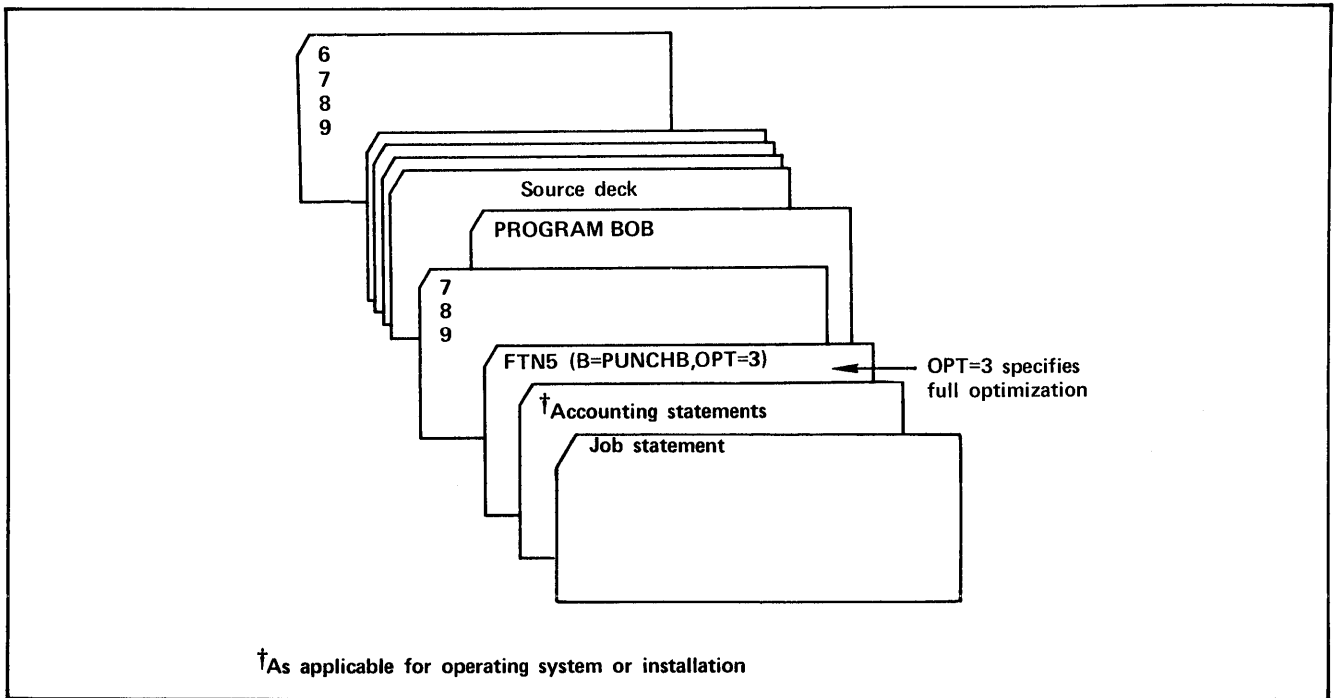 6
7
8
9
Source deck
PROGRAM BOB
7
8
9
FTN5 (B=PUNCHB,OPT=3)
OPT=3 specifies
full optimization
†Accounting statements
Job statement
†As applicable for operating system or installation